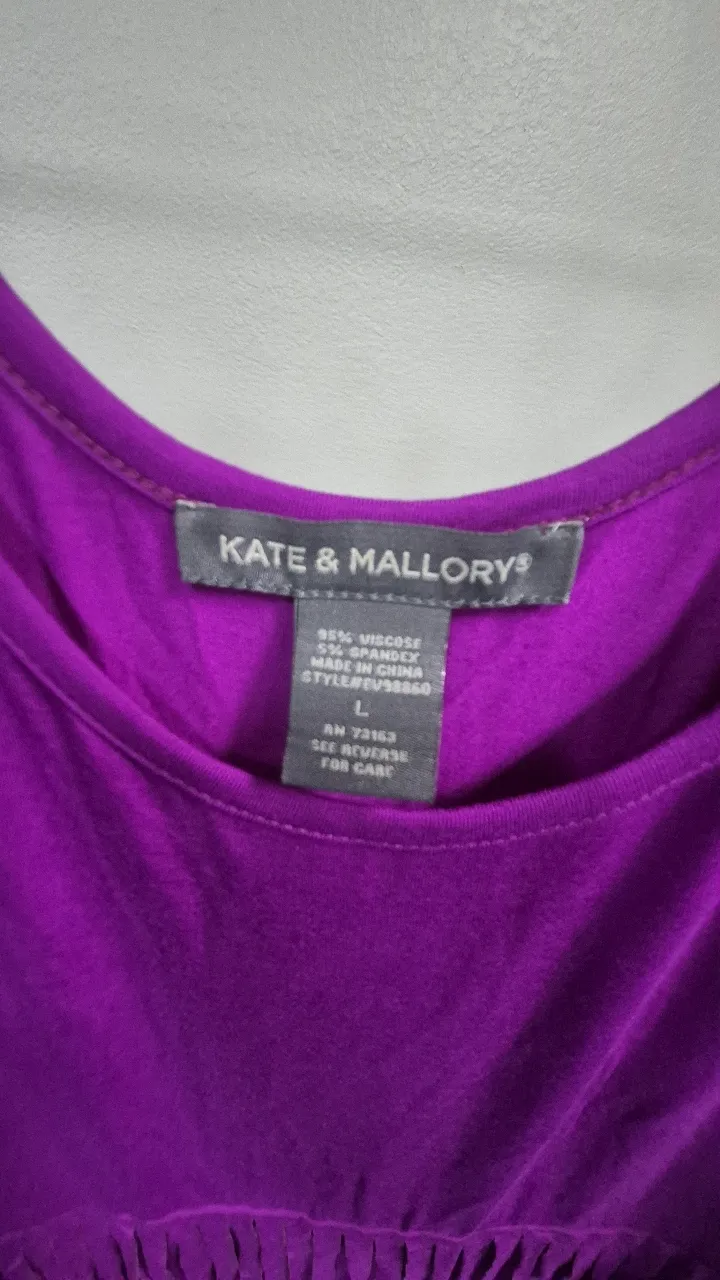 KATE & MALLORY®
95% VISCOSE
5% SPANDEX
MADE IN CHINA
STYLE#EV98860
L
RN 73163
SEE REVERSE
FOR CARE